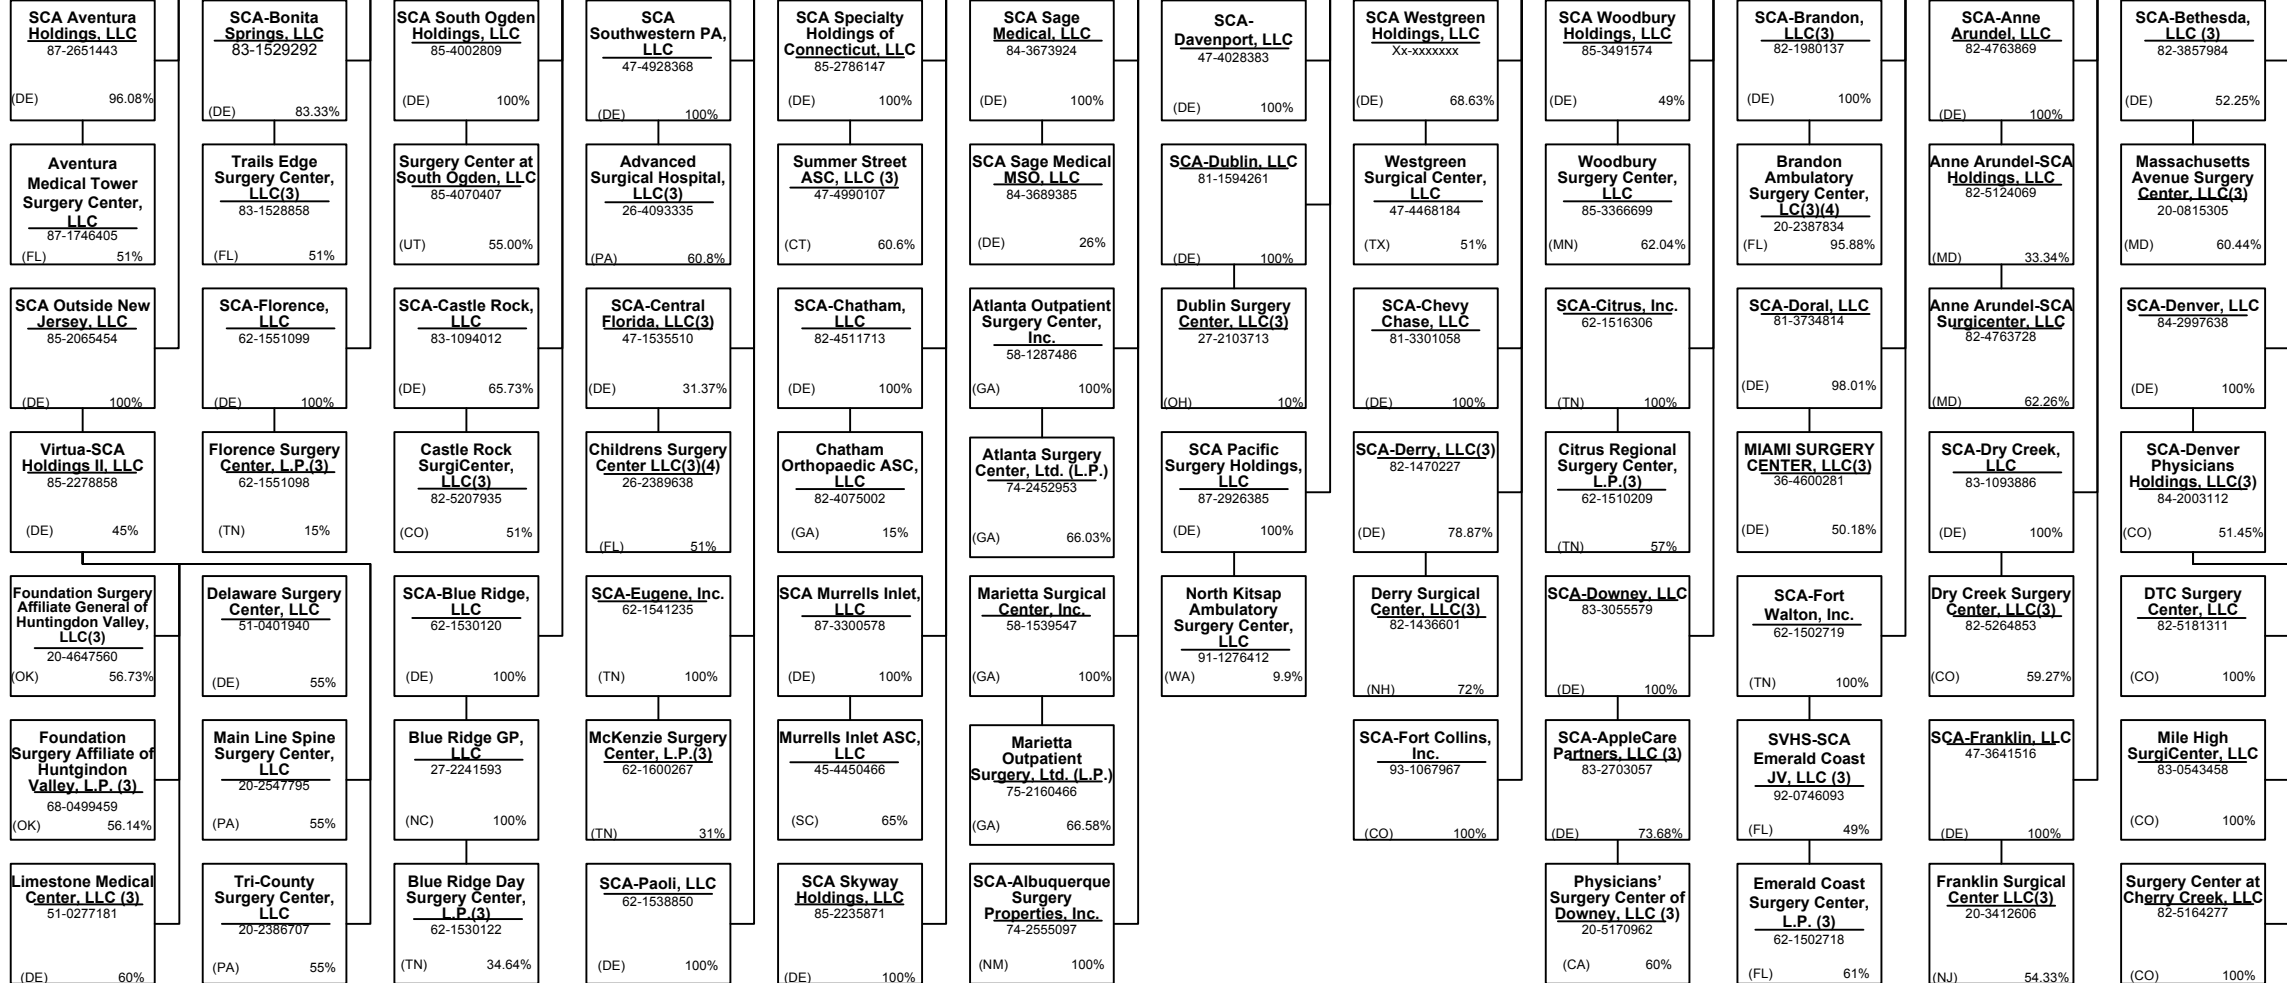 SCA Aventura
Holdings, LLC
87-2651443
(DE) 96.08%
SCA-Bonita
Springs, LLC
83-1529292
(DE) 83.33%
SCA South Ogden
Holdings, LLC
85-4002809
(DE) 100%
SCA
Southwestern PA,
LLC
47-4928368
(DE) 100%
SCA Specialty
Holdings of
Connecticut, LLC
85-2786147
(DE) 100%
SCA Sage
Medical, LLC
84-3673924
(DE) 100%
SCA-
Davenport, LLC
47-4028383
(DE) 100%
SCA Westgreen
Holdings, LLC
Xx-xxxxxxx
(DE) 68.63%
SCA Woodbury
Holdings, LLC
85-3491574
(DE) 49%
SCA-Brandon,
LLC(3)
82-1980137
(DE) 100%
SCA-Anne
Arundel, LLC
82-4763869
(DE) 100%
SCA-Bethesda,
LLC (3)
82-3857984
(DE) 52.25%
Aventura
Medical Tower
Surgery Center,
LLC
87-1746405
(FL) 51%
Trails Edge
Surgery Center,
LLC(3)
83-1528858
(FL) 51%
Surgery Center at
South Ogden, LLC
85-4070407
(UT) 55.00%
Advanced
Surgical Hospital,
LLC(3)
26-4093335
(PA) 60.8%
Summer Street
ASC, LLC (3)
47-4990107
(CT) 60.6%
SCA Sage Medical
MSO, LLC
84-3689385
(DE) 26%
SCA-Dublin, LLC
81-1594261
(DE) 100%
Westgreen
Surgical Center,
LLC
47-4468184
(TX) 51%
Woodbury
Surgery Center,
LLC
85-3366699
(MN) 62.04%
Brandon
Ambulatory
Surgery Center,
LC(3)(4)
20-2387834
(FL) 95.88%
Anne Arundel-SCA
Holdings, LLC
82-5124069
(MD) 33.34%
Massachusetts
Avenue Surgery
Center, LLC(3)
20-0815305
(MD) 60.44%
SCA Outside New
Jersey, LLC
85-2065454
(DE) 100%
SCA-Florence,
LLC
62-1551099
(DE) 100%
SCA-Castle Rock,
LLC
83-1094012
(DE) 65.73%
SCA-Central
Florida, LLC(3)
47-1535510
(DE) 31.37%
SCA-Chatham,
LLC
82-4511713
(DE) 100%
Atlanta Outpatient
Surgery Center,
Inc.
58-1287486
(GA) 100%
Dublin Surgery
Center, LLC(3)
27-2103713
(OH) 10%
SCA-Chevy
Chase, LLC
81-3301058
(DE) 100%
SCA-Citrus, Inc.
62-1516306
(TN) 100%
SCA-Doral, LLC
81-3734814
(DE) 98.01%
Anne Arundel-SCA
Surgicenter, LLC
82-4763728
(MD) 62.26%
SCA-Denver, LLC
84-2997638
(DE) 100%
Virtua-SCA
Holdings II, LLC
85-2278858
(DE) 45%
Florence Surgery
Center, L.P.(3)
62-1551098
(TN) 15%
Castle Rock
SurgiCenter,
LLC(3)
82-5207935
(CO) 51%
Childrens Surgery
Center LLC(3)(4)
26-2389638
(FL) 51%
Chatham
Orthopaedic ASC,
LLC
82-4075002
(GA) 15%
Atlanta Surgery
Center, Ltd. (L.P.)
74-2452953
(GA) 66.03%
SCA Pacific
Surgery Holdings,
LLC
87-2926385
(DE) 100%
SCA-Derry, LLC(3)
82-1470227
(DE) 78.87%
Citrus Regional
Surgery Center,
L.P.(3)
62-1510209
(TN) 57%
MIAMI SURGERY
CENTER, LLC(3)
36-4600281
(DE) 50.18%
SCA-Dry Creek,
LLC
83-1093886
(DE) 100%
SCA-Denver
Physicians
Holdings, LLC(3)
84-2003112
(CO) 51.45%
Foundation Surgery
Affiliate General of
Huntingdon Valley,
LLC(3)
20-4647560
(OK) 56.73%
Delaware Surgery
Center, LLC
51-0401940
(DE) 55%
SCA-Blue Ridge,
LLC
62-1530120
(DE) 100%
SCA-Eugene, Inc.
62-1541235
(TN) 100%
SCA Murrells Inlet,
LLC
87-3300578
(DE) 100%
Marietta Surgical
Center, Inc.
58-1539547
(GA) 100%
North Kitsap
Ambulatory
Surgery Center,
LLC
91-1276412
(WA) 9.9%
Derry Surgical
Center, LLC(3)
82-1436601
(NH) 72%
SCA-Downey, LLC
83-3055579
(DE) 100%
SCA-Fort
Walton, Inc.
62-1502719
(TN) 100%
Dry Creek Surgery
Center, LLC(3)
82-5264853
(CO) 59.27%
DTC Surgery
Center, LLC
82-5181311
(CO) 100%
Foundation
Surgery Affiliate of
Huntgindon
Valley, L.P. (3)
68-0499459
(OK) 56.14%
Main Line Spine
Surgery Center,
LLC
20-2547795
(PA) 55%
Blue Ridge GP,
LLC
27-2241593
(NC) 100%
McKenzie Surgery
Center, L.P.(3)
62-1600267
(TN) 31%
Murrells Inlet ASC,
LLC
45-4450466
(SC) 65%
Marietta
Outpatient
Surgery, Ltd. (L.P.)
75-2160466
(GA) 66.58%
SCA-Fort Collins,
Inc.
93-1067967
(CO) 100%
SCA-AppleCare
Partners, LLC (3)
83-2703057
(DE) 73.68%
SVHS-SCA
Emerald Coast
JV, LLC (3)
92-0746093
(FL) 49%
SCA-Franklin, LLC
47-3641516
(DE) 100%
Mile High
SurgiCenter, LLC
83-0543458
(CO) 100%
Limestone Medical
Center, LLC (3)
51-0277181
(DE) 60%
Tri-County
Surgery Center,
LLC
20-2386707
(PA) 55%
Blue Ridge Day
Surgery Center,
L.P.(3)
62-1530122
(TN) 34.64%
SCA-Paoli, LLC
62-1538850
(DE) 100%
SCA Skyway
Holdings, LLC
85-2235871
(DE) 100%
SCA-Albuquerque
Surgery
Properties, Inc.
74-2555097
(NM) 100%
Physicians’
Surgery Center of
Downey, LLC (3)
20-5170962
(CA) 60%
Emerald Coast
Surgery Center,
L.P. (3)
62-1502718
(FL) 61%
Franklin Surgical
Center LLC(3)
20-3412606
(NJ) 54.33%
Surgery Center at
Cherry Creek, LLC
82-5164277
(CO) 100%